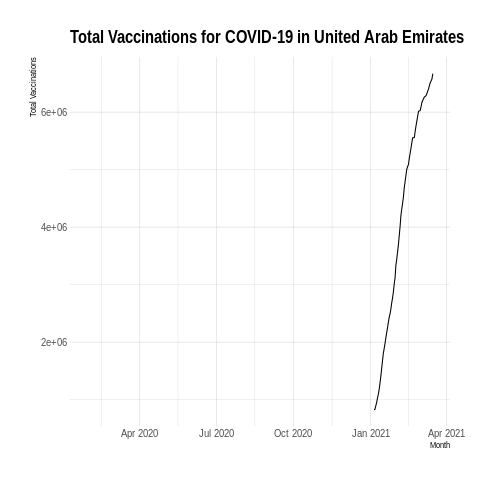 Total Vaccinations for COVID-19 in United Arab Emirates
Total Vaccinations
6e+06
4e+06
2e+06
Apr 2020 Jul 2020 Oct 2020 Jan 2021 Apr 2021
Month